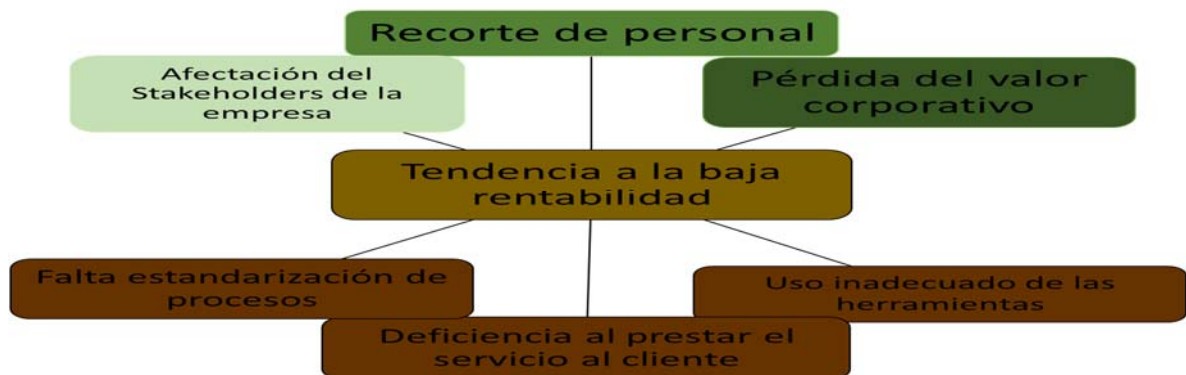 Recorte de personal
Afectación del
Stakeholders de la
empresa
Pérdida del valor
corporativo
Tendencia a la baja
rentabilidad
Falta estandarización de
procesos
Uso inadecuado de las
herramientas
Deficiencia al prestar el
servicio al cliente